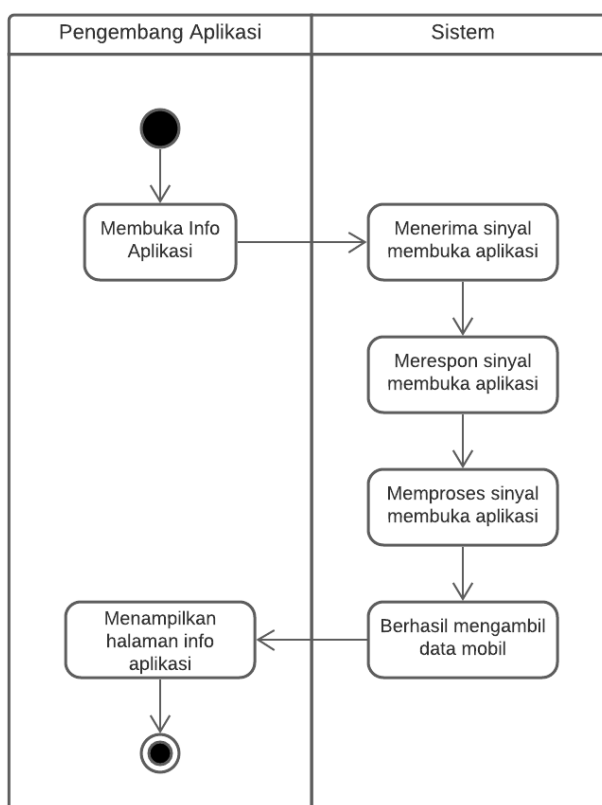 Pengembang Aplikasi
Sistem
Membuka Info
Aplikasi
Menerima sinyal
membuka aplikasi
Merespon sinyal
membuka aplikasi
Memproses sinyal
membuka aplikasi
Berhasil mengambil
data mobil
Menampilkan
halaman info
aplikasi